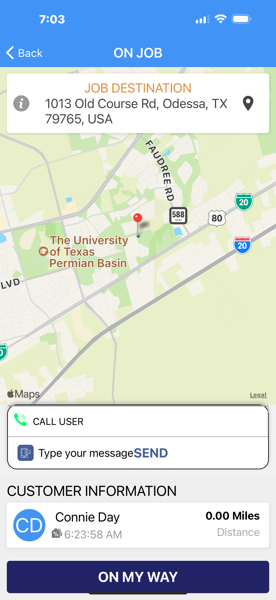 7:03
Back
ON JOB
JOB DESTINATION
1013 Old Course Rd, Odessa, TX
79765, USA
FAUDREE RD
588
20
80
20
The University
of Texas
Permian Basin
LVD
Maps
Legal
CALL USER
Type your message SEND
CUSTOMER INFORMATION
CD
Connie Day
0.00 Miles
6:23:58 AM
Distance
ON MY WAY